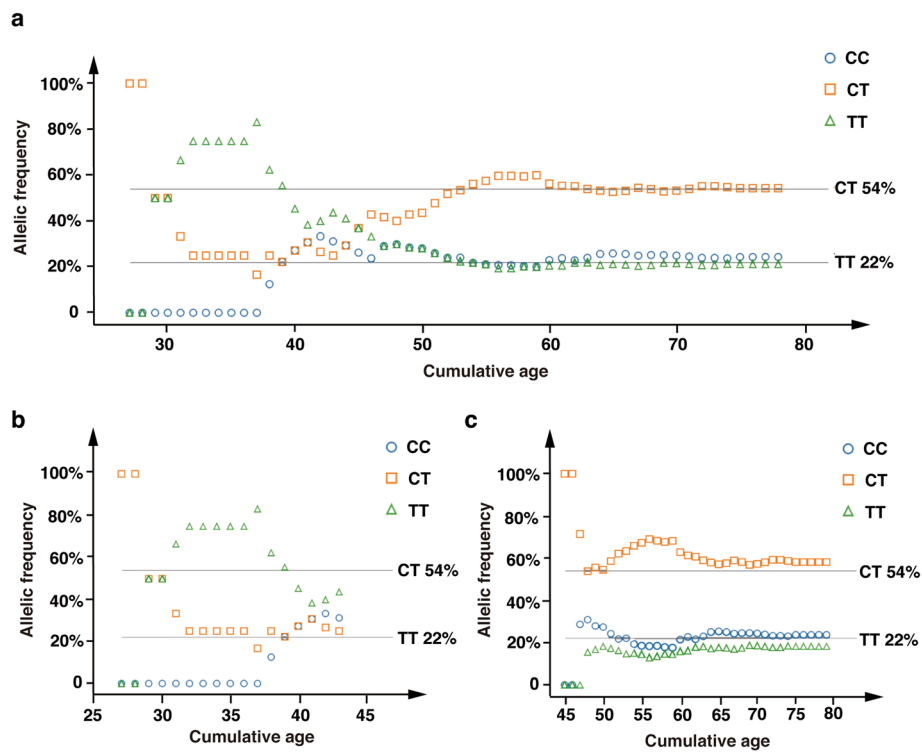 a
CC
CT
TT
100%
80%
60%
40%
20%
0
Allelic frequency
CT 54%
TT 22%
30
40
50
60
70
80
Cumulative age
b
CC
CT
TT
100%
80%
60%
40%
20%
0
Allelic frequency
CT 54%
TT 22%
25
30
35
40
45
Cumulative age
c
CC
CT
TT
100%
80%
60%
40%
20%
0
Allelic frequency
CT 54%
TT 22%
45
50
55
60
65
70
75
80
Cumulative age